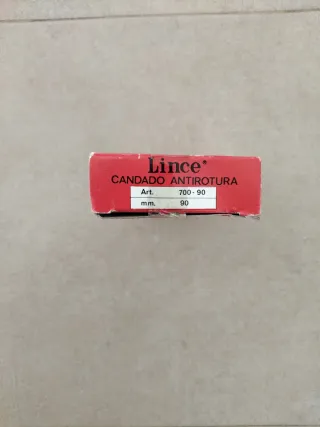 Lince®
CANDADO ANTIROTURA
Art. 700-90
mm. 90